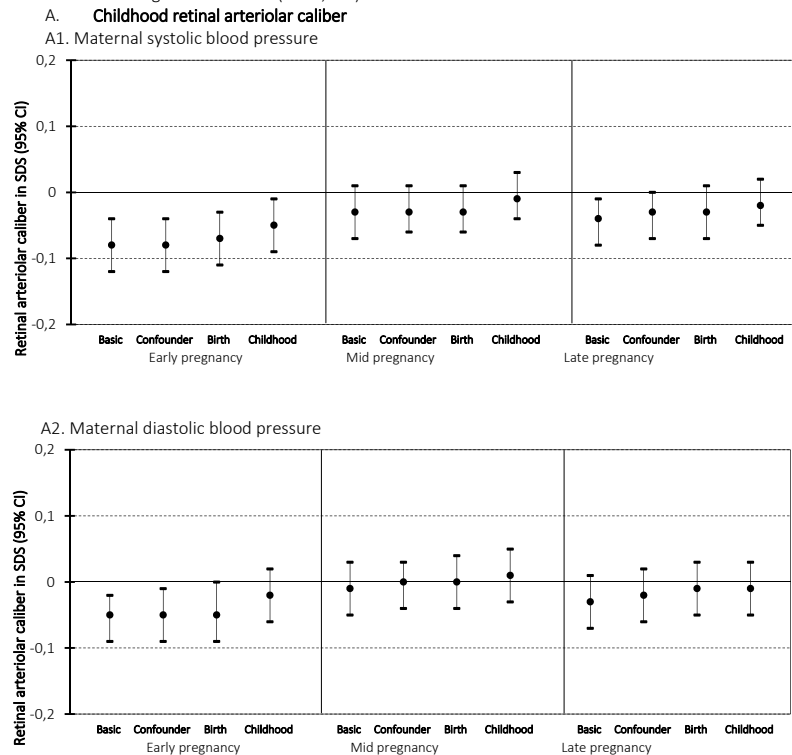 A. Childhood retinal arteriolar caliber
A1. Maternal systolic blood pressure
Retinal arteriolar caliber in SDS (95% CI)
0,2
0,1
0
-0,1
-0,2
Basic Confounder Birth Childhood Basic Confounder Birth Childhood Basic Confounder Birth Childhood
Early pregnancy Mid pregnancy Late pregnancy
A2. Maternal diastolic blood pressure
Retinal arteriolar caliber in SDS (95% CI)
0,2
0,1
0
-0,1
-0,2
Basic Confounder Birth Childhood Basic Confounder Birth Childhood Basic Confounder Birth Childhood
Early pregnancy Mid pregnancy Late pregnancy